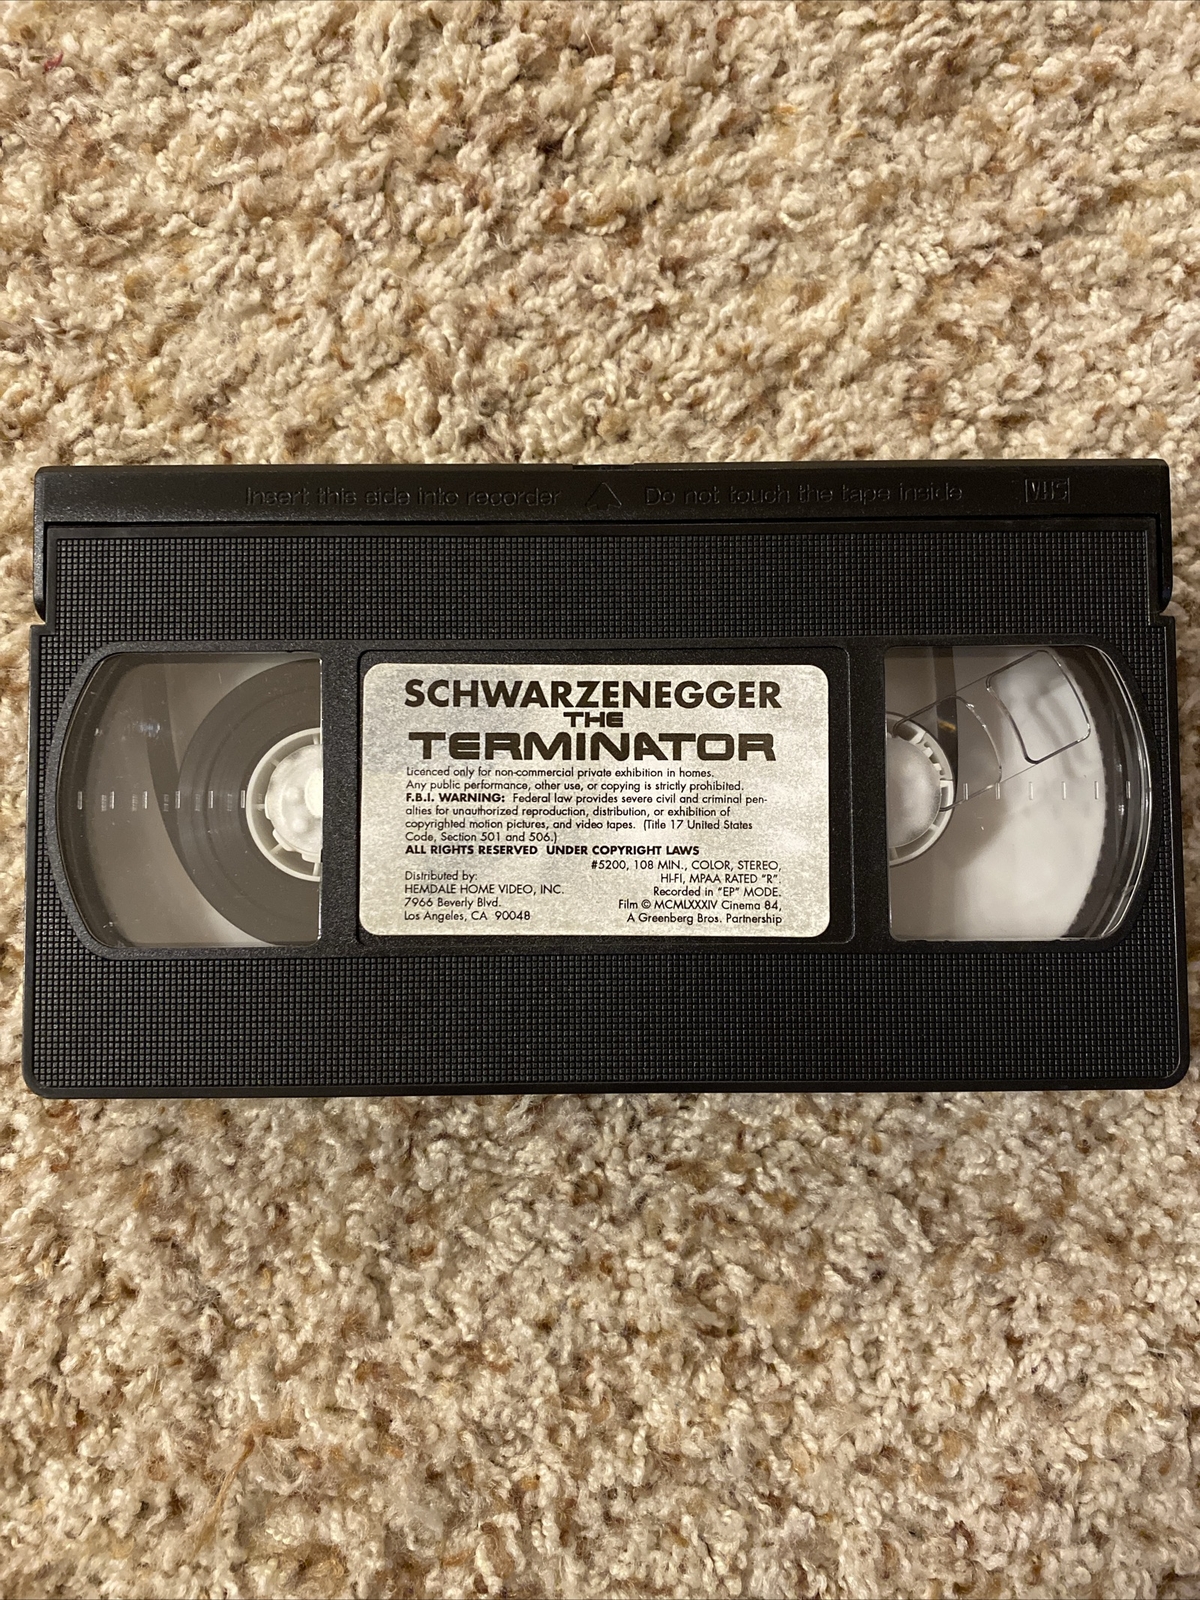 Insert this side into recorder △ Do not touch the tape inside VHS
SCHWARZENEGGER
THE
TERMINATOR
Licenced only for non-commercial private exhibition in homes.
Any public performance, other use, or copying is strictly prohibited.
F.B.I. WARNING: Federal law provides severe civil and criminal pen-
alties for unauthorized reproduction, distribution, or exhibition of
copyrighted motion pictures, and video tapes. (Title 17 United States
Code, Section 501 and 506.)
ALL RIGHTS RESERVED UNDER COPYRIGHT LAWS
#5200, 108 MIN., COLOR, STEREO,
HI-FI, MPAA RATED "R".
Recorded in "EP" MODE.
Film © MCMLXXXIV Cinema 84,
A Greenberg Bros. Partnership
Distributed by:
HEMDALE HOME VIDEO, INC.
7966 Beverly Blvd.
Los Angeles, CA 90048